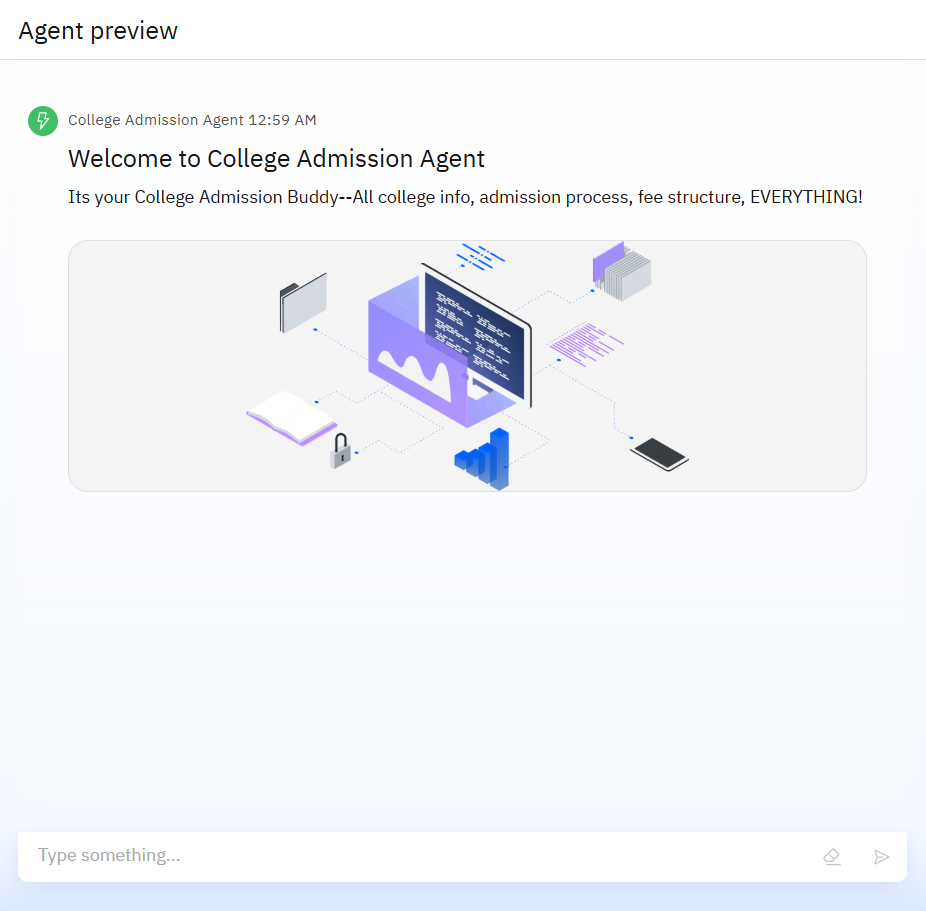 Agent preview
College Admission Agent 12:59 AM
Welcome to College Admission Agent
Its your College Admission Buddy--All college info, admission process, fee structure, EVERYTHING!
Type something...